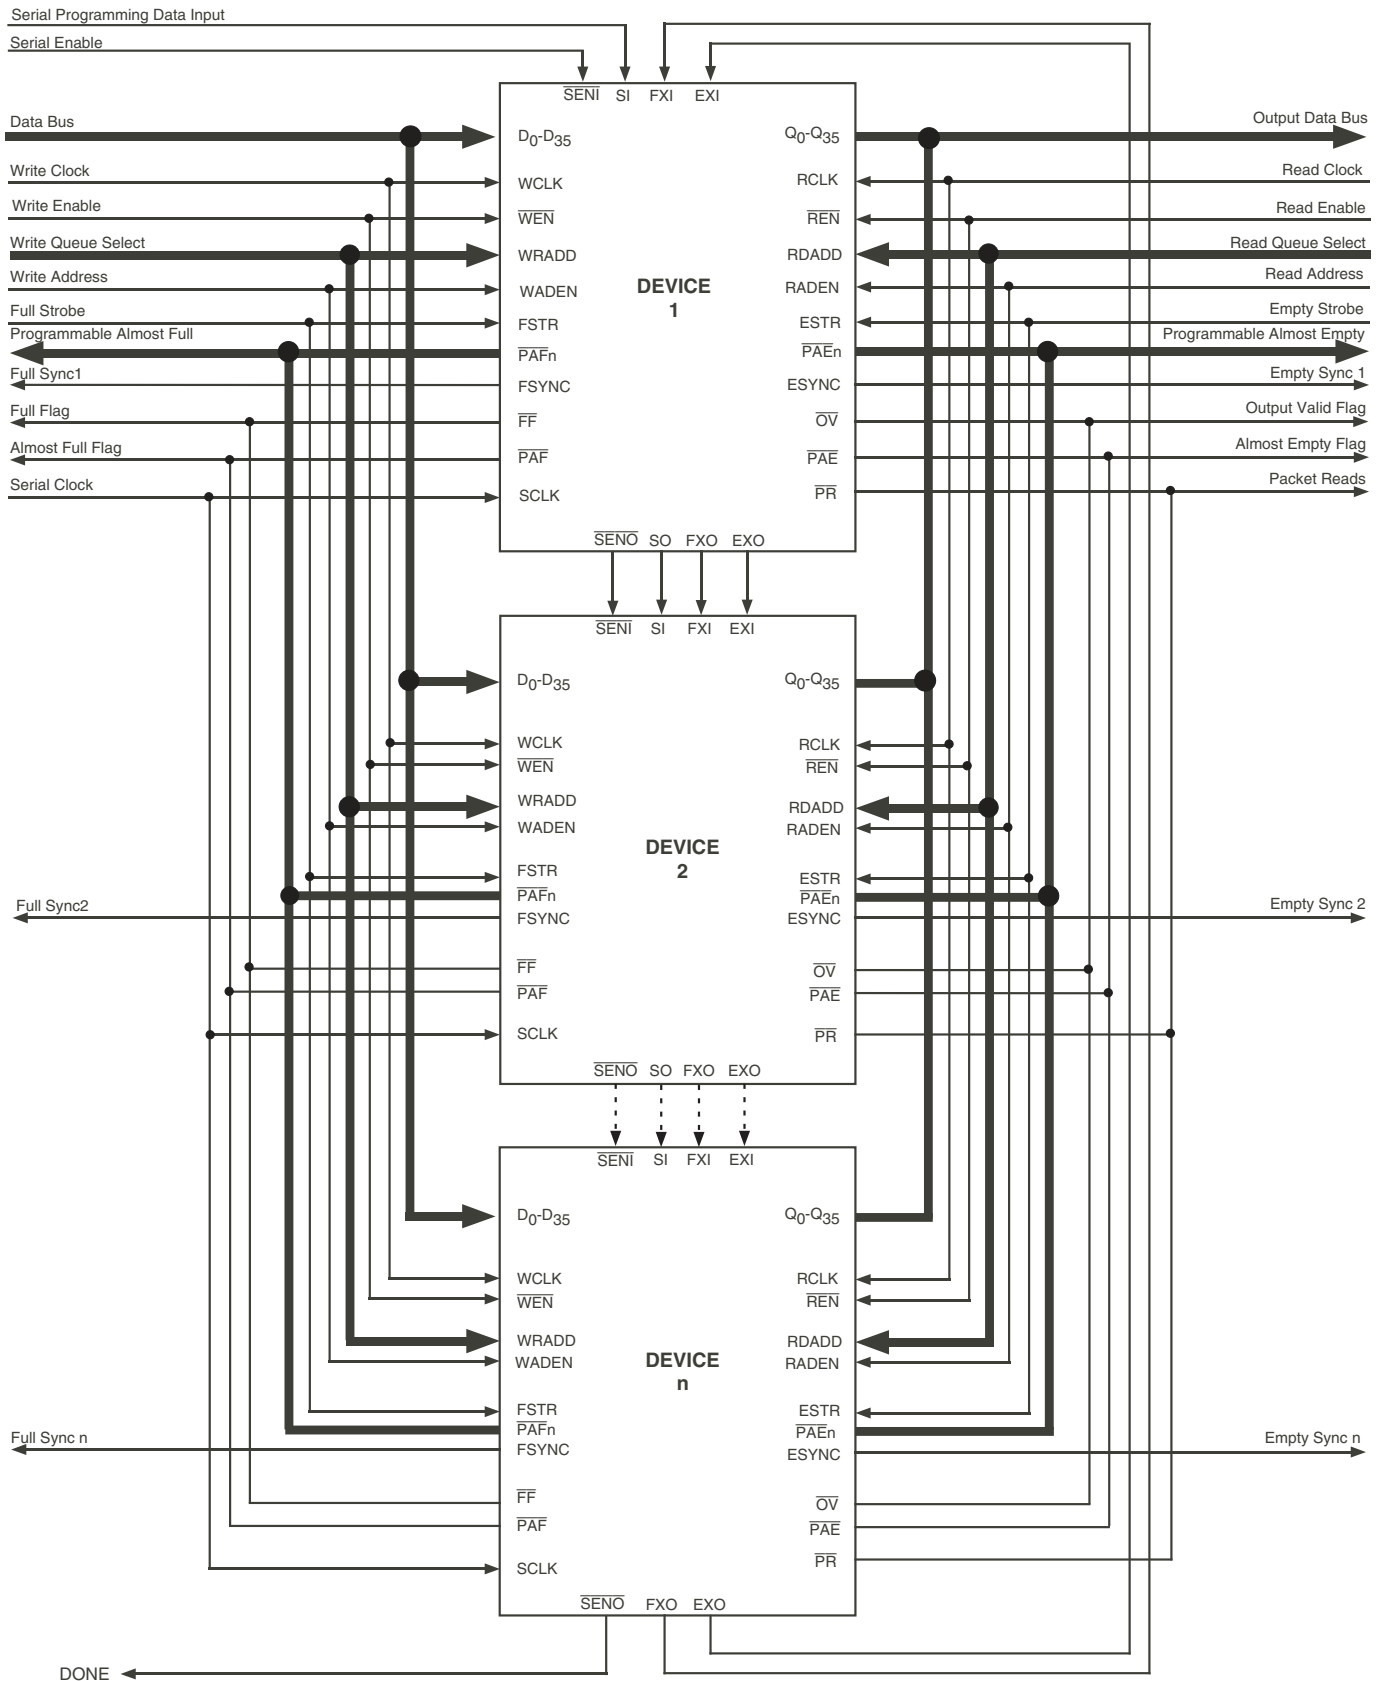 Serial Programming Data Input
Serial Enable
SENI SI FXI EXI
Data Bus
D0-D35
Q0-Q35
Output Data Bus
Write Clock
WCLK
RCLK
Read Clock
Write Enable
WEN
REN
Read Enable
Write Queue Select
WRADD
RDADD
Read Queue Select
Write Address
WADEN
DEVICE
1
RADEN
Read Address
Full Strobe
FSTR
ESTR
Empty Strobe
Programmable Almost Full
PAFn
PAEn
Programmable Almost Empty
Full Sync1
FSYNC
ESYNC
Empty Sync 1
Full Flag
FF
OV
Output Valid Flag
Almost Full Flag
PAF
PAE
Almost Empty Flag
Serial Clock
SCLK
PR
Packet Reads
SENO SO FXO EXO
SENI SI FXI EXI
D0-D35
Q0-Q35
WCLK
RCLK
WEN
REN
WRADD
RDADD
WADEN
RADEN
DEVICE
2
FSTR
ESTR
PAFn
PAEn
Full Sync2
FSYNC
ESYNC
Empty Sync 2
FF
OV
PAF
PAE
SCLK
PR
SENO SO FXO EXO
SENI SI FXI EXI
D0-D35
Q0-Q35
WCLK
RCLK
WEN
REN
WRADD
RDADD
WADEN
RADEN
DEVICE
n
FSTR
ESTR
PAFn
PAEn
Full Sync n
FSYNC
ESYNC
Empty Sync n
FF
OV
PAF
PAE
SCLK
PR
SENO FXO EXO
DONE